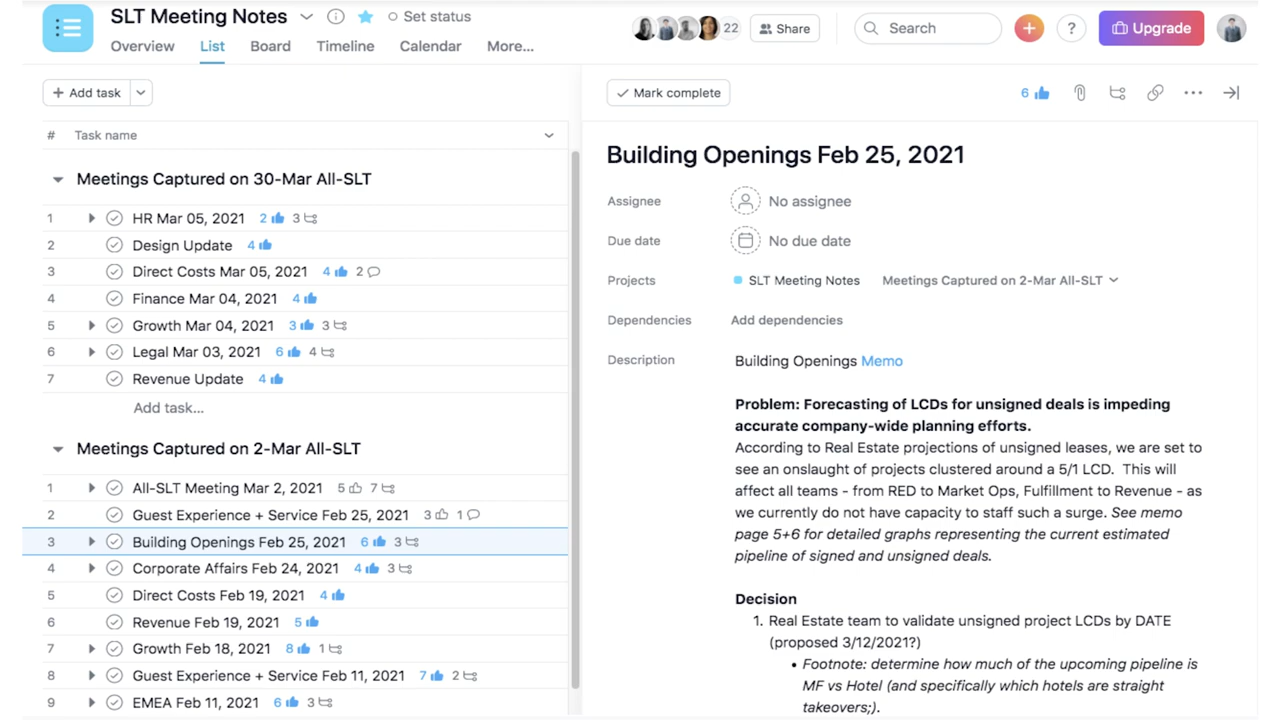 SLT Meeting Notes
Set status
22
Share
Search
+
?
Upgrade
Overview List Board Timeline Calendar More...
+ Add task
# Task name
Meetings Captured on 30-Mar All-SLT
1 HR Mar 05, 2021 2 3
2 Design Update 4
3 Direct Costs Mar 05, 2021 4 2
4 Finance Mar 04, 2021 4
5 Growth Mar 04, 2021 3 3
6 Legal Mar 03, 2021 6 4
7 Revenue Update 4
Add task...
Meetings Captured on 2-Mar All-SLT
1 All-SLT Meeting Mar 2, 2021 5 7
2 Guest Experience + Service Feb 25, 2021 3 1
3 Building Openings Feb 25, 2021 6 3
4 Corporate Affairs Feb 24, 2021 4 3
5 Direct Costs Feb 19, 2021 4
6 Revenue Feb 19, 2021 5
7 Growth Feb 18, 2021 8 1
8 Guest Experience + Service Feb 11, 2021 7 2
9 EMEA Feb 11, 2021 6 3
Mark complete
6
Building Openings Feb 25, 2021
Assignee No assignee
Due date No due date
Projects SLT Meeting Notes Meetings Captured on 2-Mar All-SLT
Dependencies Add dependencies
Description Building Openings Memo
Problem: Forecasting of LCDs for unsigned deals is impeding
accurate company-wide planning efforts.
According to Real Estate projections of unsigned leases, we are set to
see an onslaught of projects clustered around a 5/1 LCD. This will
affect all teams - from RED to Market Ops, Fulfillment to Revenue - as
we currently do not have capacity to staff such a surge. See memo
page 5+6 for detailed graphs representing the current estimated
pipeline of signed and unsigned deals.
Decision
1. Real Estate team to validate unsigned project LCDs by DATE
(proposed 3/12/2021?)
• Footnote: determine how much of the upcoming pipeline is
MF vs Hotel (and specifically which hotels are straight
takeovers;).